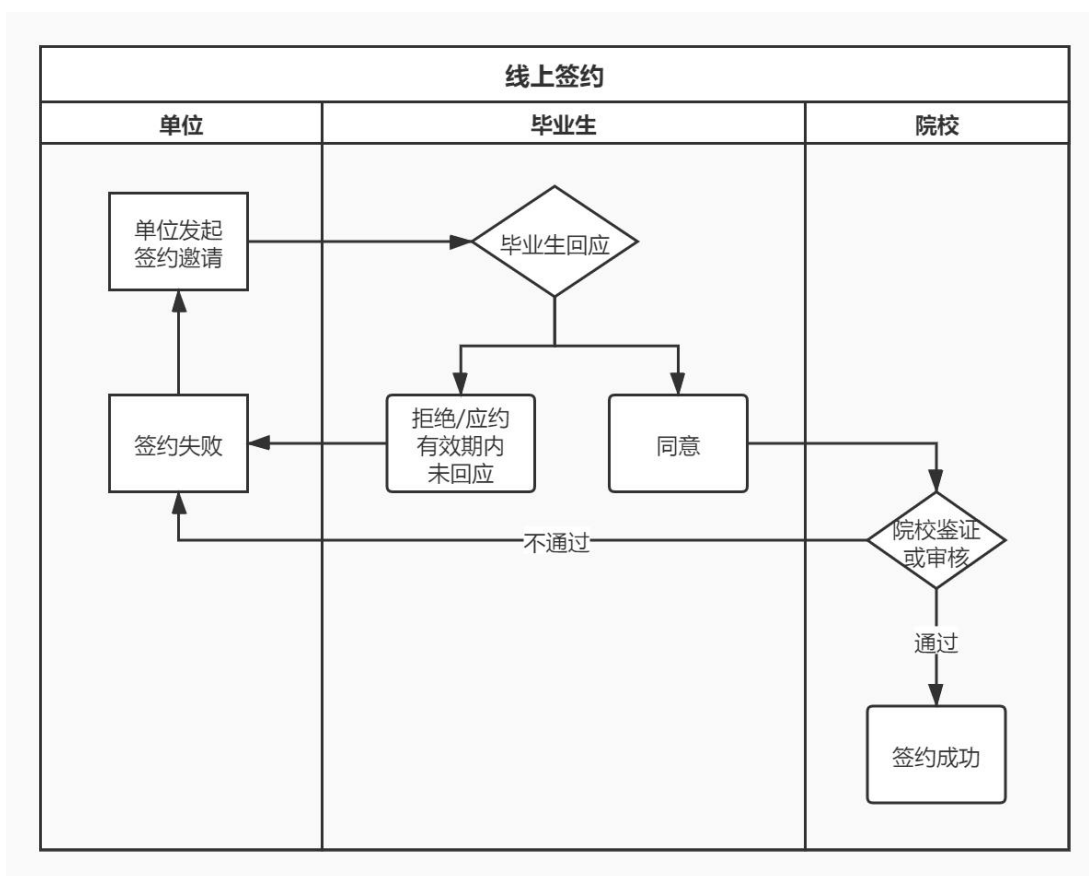 线上签约
单位
毕业生
院校
单位发起
签约邀请
毕业生回应
签约失败
拒绝/应约
有效期内
未回应
同意
院校鉴证
或审核
不通过
通过
签约成功